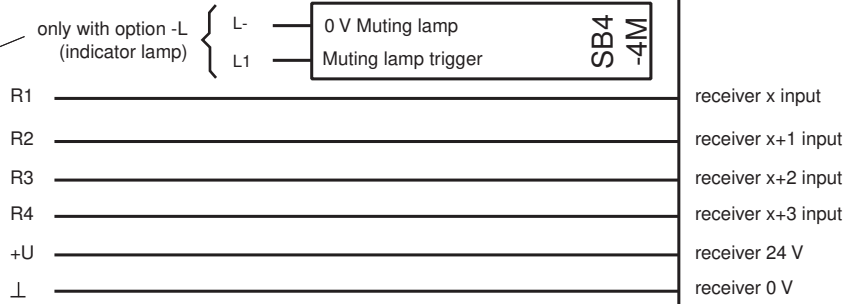 only with option -L
(indicator lamp)
L- 0 V Muting lamp
L1 Muting lamp trigger
SB4
-4M
R1 receiver x input
R2 receiver x+1 input
R3 receiver x+2 input
R4 receiver x+3 input
+U receiver 24 V
⊥ receiver 0 V